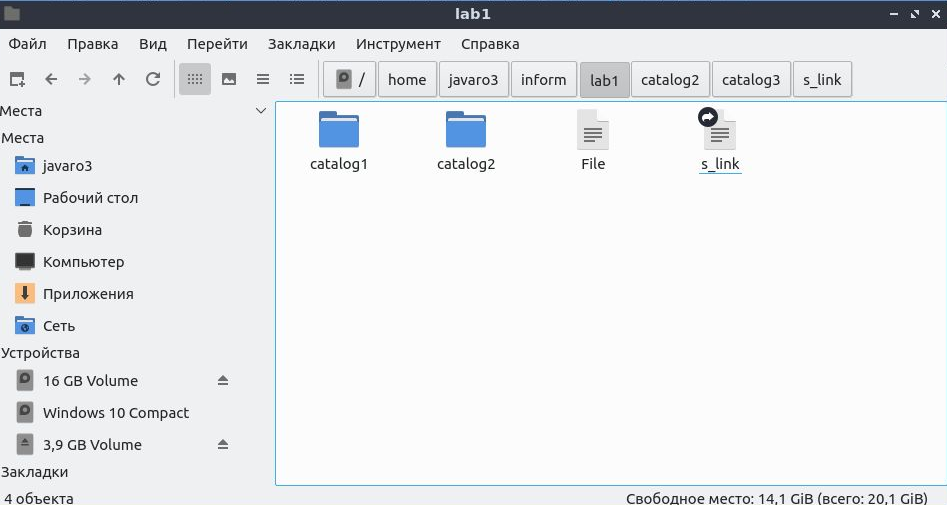 lab1
Файл Правка Вид Перейти Закладки Инструмент Справка
/ home javaro3 inform lab1 catalog2 catalog3 s_link
Места
Места
javaro3
Рабочий стол
Корзина
Компьютер
Приложения
Сеть
Устройства
16 GB Volume
Windows 10 Compact
3,9 GB Volume
Закладки
catalog1 catalog2 File s_link
4 объекта Свободное место: 14,1 GiB (всего: 20,1 GiB)